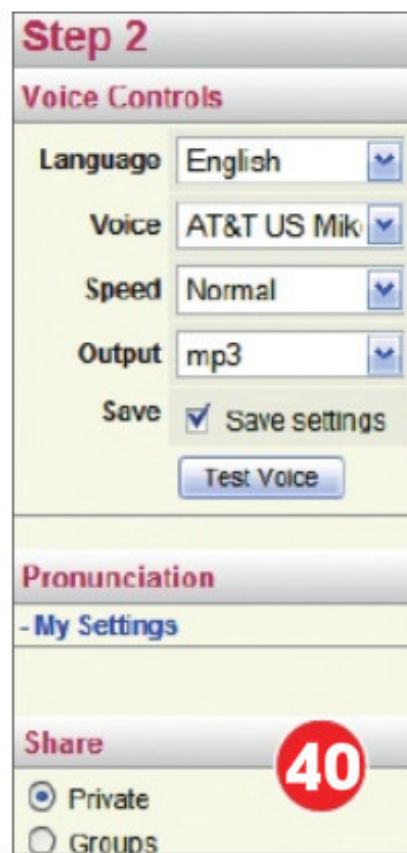 Step 2
Voice Controls
Language English
Voice AT&T US Mik
Speed Normal
Output mp3
Save Save settings
Test Voice
Pronunciation
- My Settings
Share
40
Private
Groups